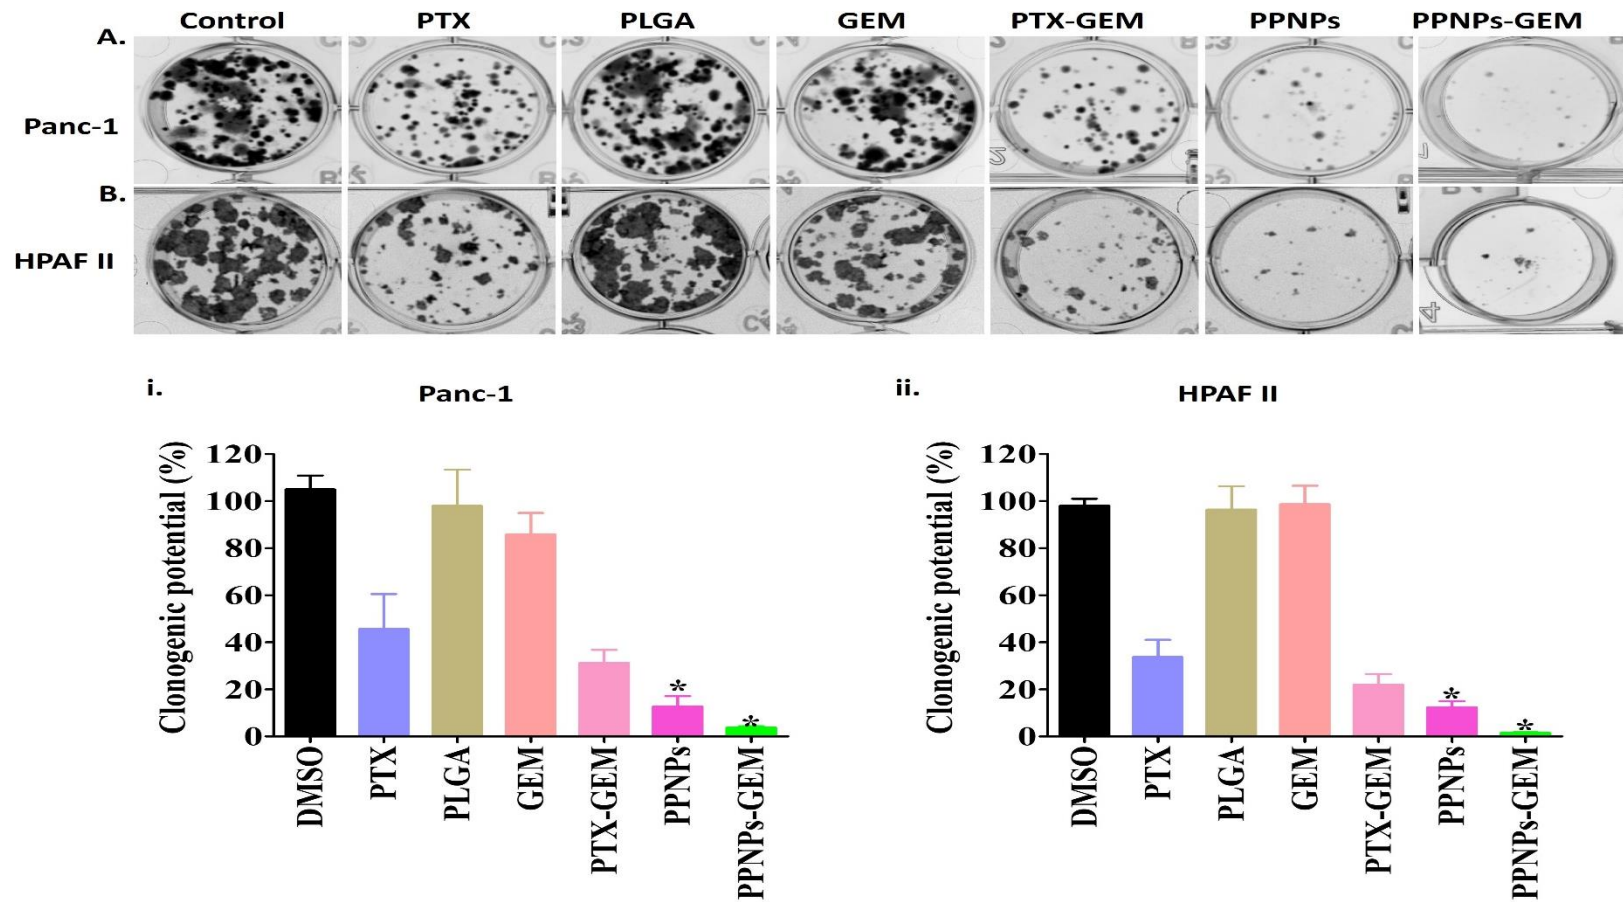 Control PTX PLGA GEM PTX-GEM PPNPs PPNPs-GEM
A.
Panc-1
B.
HPAF II
i. Panc-1
Clonogenic potential (%)
120
100
80
60
40
20
0
* *
DMSO PTX PLGA GEM PTX-GEM PPNPs PPNPs-GEM
ii. HPAF II
Clonogenic potential (%)
120
100
80
60
40
20
0
* *
DMSO PTX PLGA GEM PTX-GEM PPNPs PPNPs-GEM